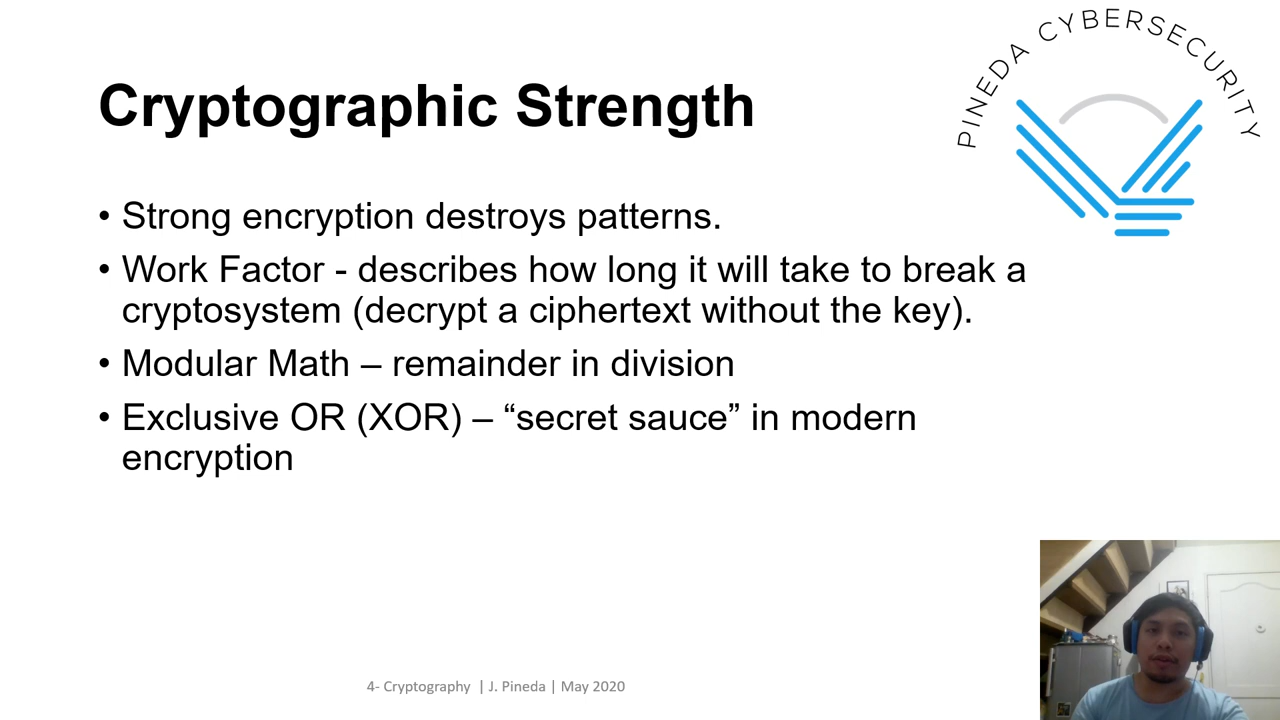 PINEDA CYBERSECURITY
Cryptographic Strength
• Strong encryption destroys patterns.
• Work Factor - describes how long it will take to break a
cryptosystem (decrypt a ciphertext without the key).
• Modular Math – remainder in division
• Exclusive OR (XOR) – “secret sauce” in modern
encryption
4- Cryptography | J. Pineda | May 2020